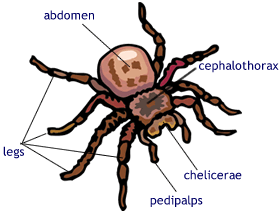 abdomen
cephalothorax
legs
chelicerae
pedipalps